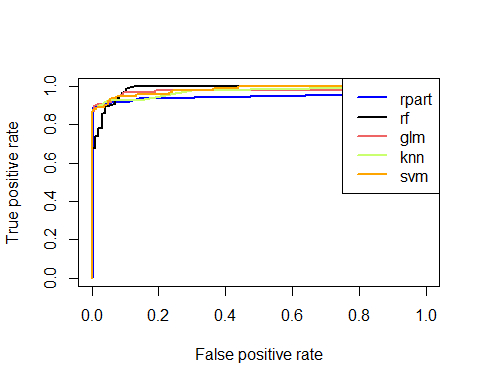 True positive rate
1.0
0.8
0.6
0.4
0.2
0.0
rpart
rf
glm
knn
svm
0.0 0.2 0.4 0.6 0.8 1.0
False positive rate